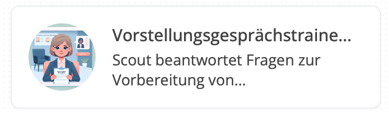 Vorstellungsgesprächstraine...
Scout beantwortet Fragen zur
Vorbereitung von...